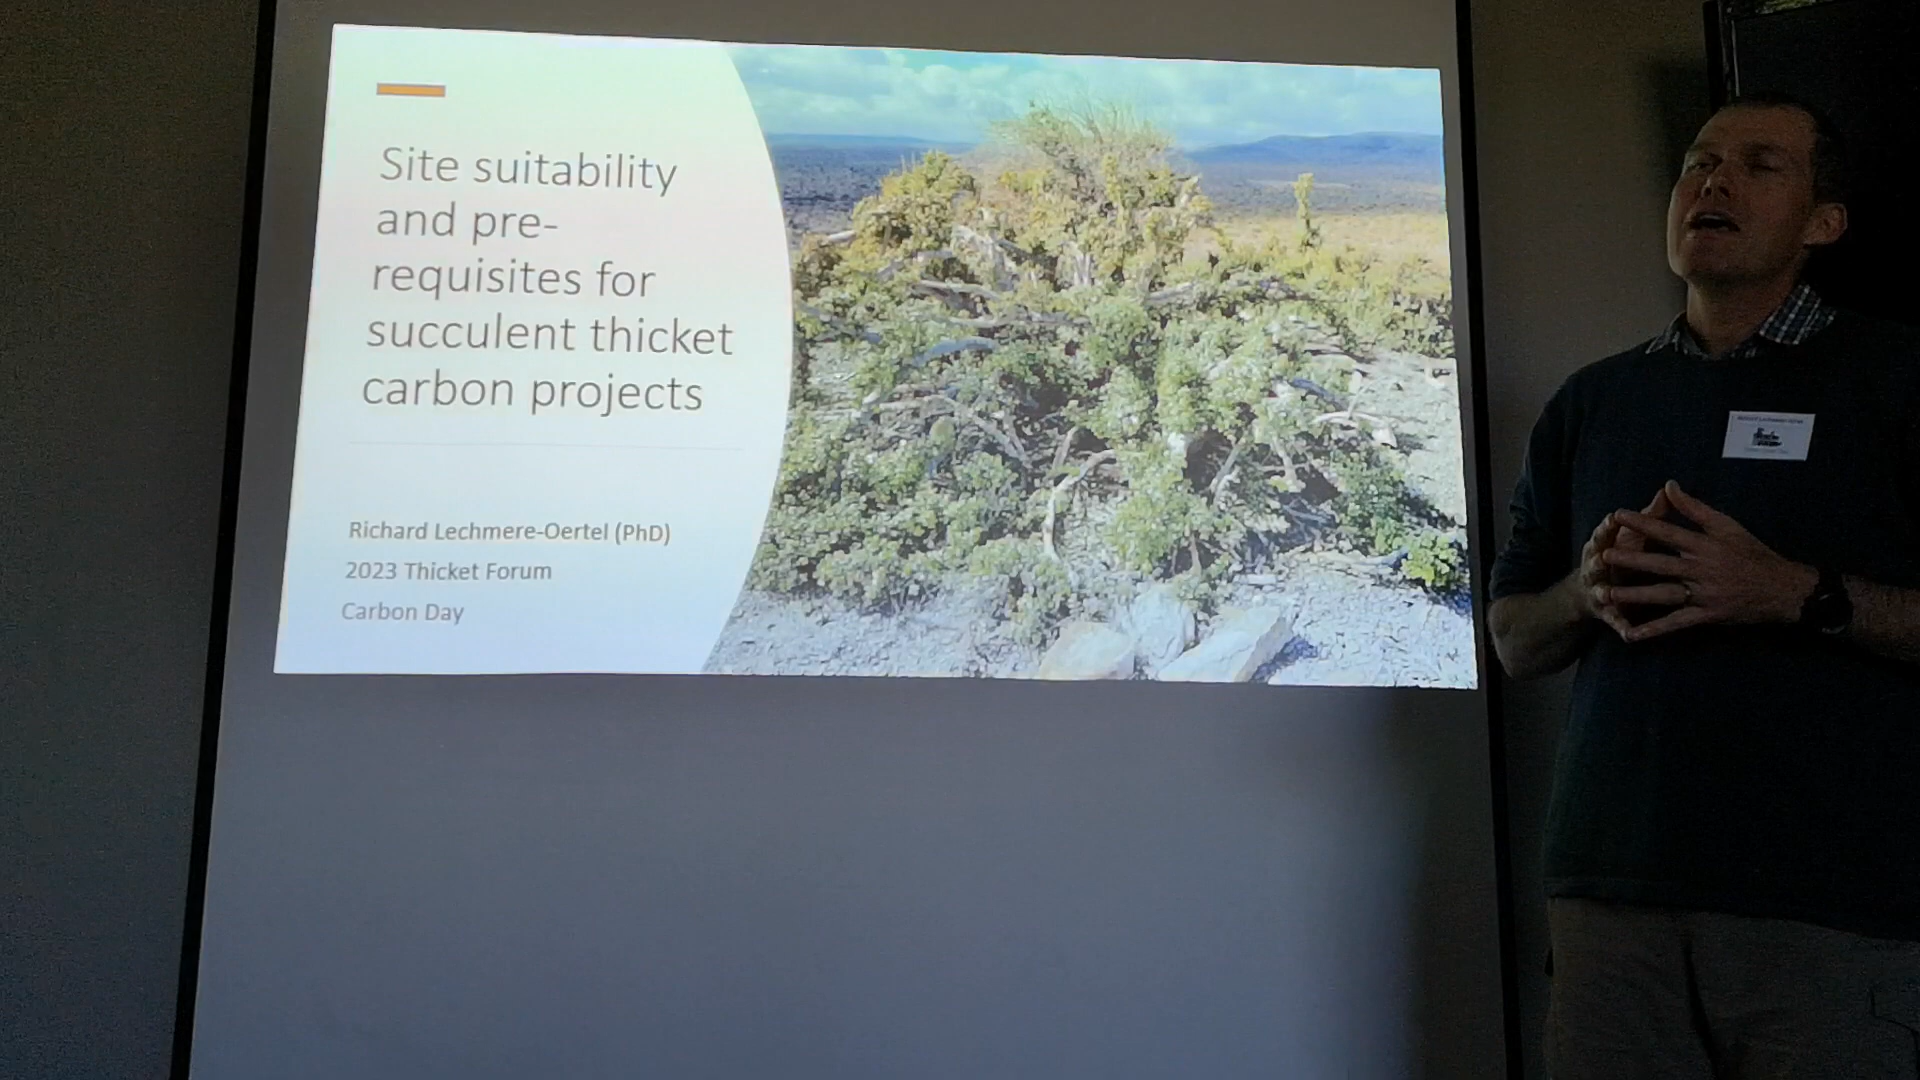 Site suitability
and pre-
requisites for
succulent thicket
carbon projects
Richard Lechmere-Oertel (PhD)
2023 Thicket Forum
Carbon Day